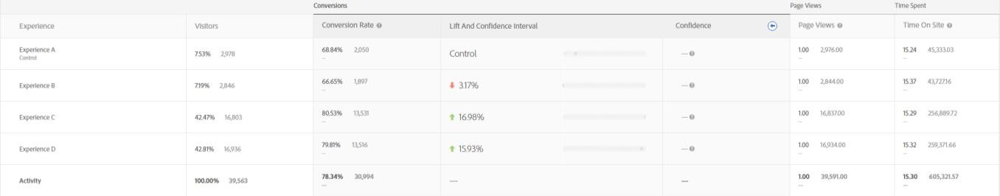 Conversions Page Views Time Spent
Experience Visitors Conversion Rate Lift And Confidence Interval Confidence Page Views Time On Site
Experience A 7.53% 2,978 68.84% 2,050 Control --- 1.00 2,976.00 15.24 45,333.03
Control -- -- --
Experience B 7.19% 2,846 66.65% 1,897 3.17% --- 1.00 2,844.00 15.37 43,727.16
-- -- --
Experience C 42.47% 16,803 80.53% 13,531 16.98% --- 1.00 16,837.00 15.29 256,889.72
-- -- --
Experience D 42.81% 16,936 79.81% 13,516 15.93% --- 1.00 16,934.00 15.32 259,371.66
-- -- --
Activity 100.00% 39,563 78.34% 30,994 --- --- 1.00 39,591.00 15.30 605,321.57
-- -- --